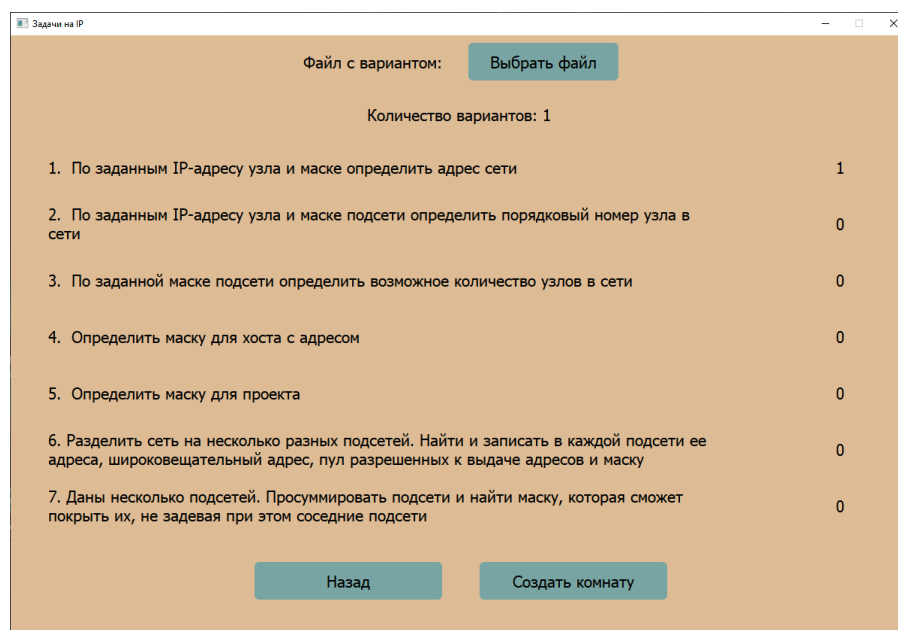 Задачи на IP
Файл с вариантом: Выбрать файл
Количество вариантов: 1
1. По заданным IP-адресу узла и маске определить адрес сети 1
2. По заданным IP-адресу узла и маске подсети определить порядковый номер узла в
сети 0
3. По заданной маске подсети определить возможное количество узлов в сети 0
4. Определить маску для хоста с адресом 0
5. Определить маску для проекта 0
6. Разделить сеть на несколько разных подсетей. Найти и записать в каждой подсети ее
адреса, широковещательный адрес, пул разрешенных к выдаче адресов и маску 0
7. Даны несколько подсетей. Просуммировать подсети и найти маску, которая сможет
покрыть их, не задевая при этом соседние подсети 0
Назад Создать комнату